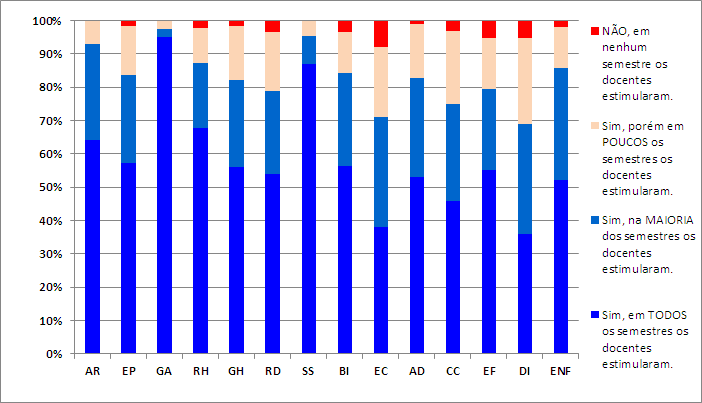 100%
90%
80%
70%
60%
50%
40%
30%
20%
10%
0%
AR EP GA RH GH RD SS BI EC AD CC EF DI ENF
NÃO, em
nenhum
semestre os
docentes
estimularam.
Sim, porém em
POUCOS os
semestres os
docentes
estimularam.
Sim, na MAIORIA
dos semestres os
docentes
estimularam.
Sim, em TODOS
os semestres os
docentes
estimularam.